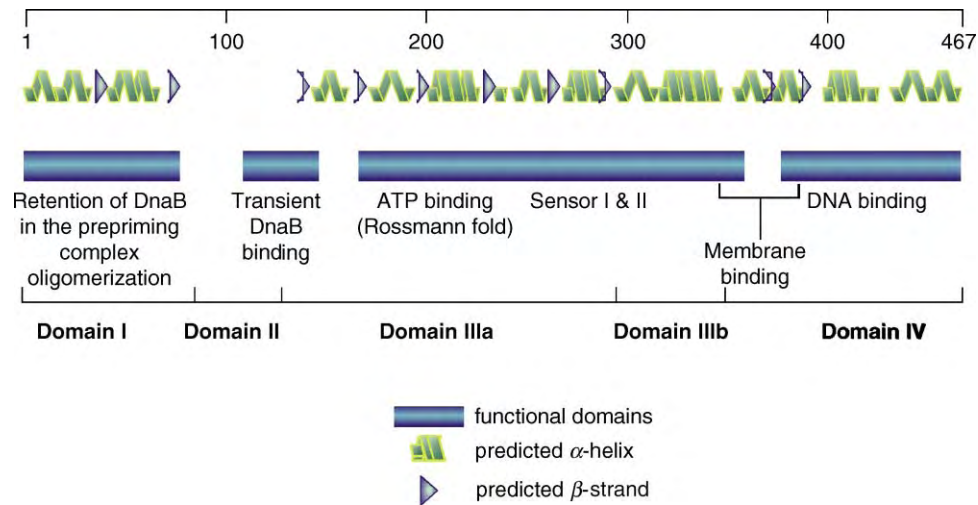 1 100 200 300 400 467
Retention of DnaB
in the prepriming
complex
oligomerization
Transient
DnaB
binding
ATP binding
(Rossmann fold)
Sensor I & II
Membrane
binding
DNA binding
Domain I Domain II Domain IIIa Domain IIIb Domain IV
functional domains
predicted α-helix
predicted β-strand